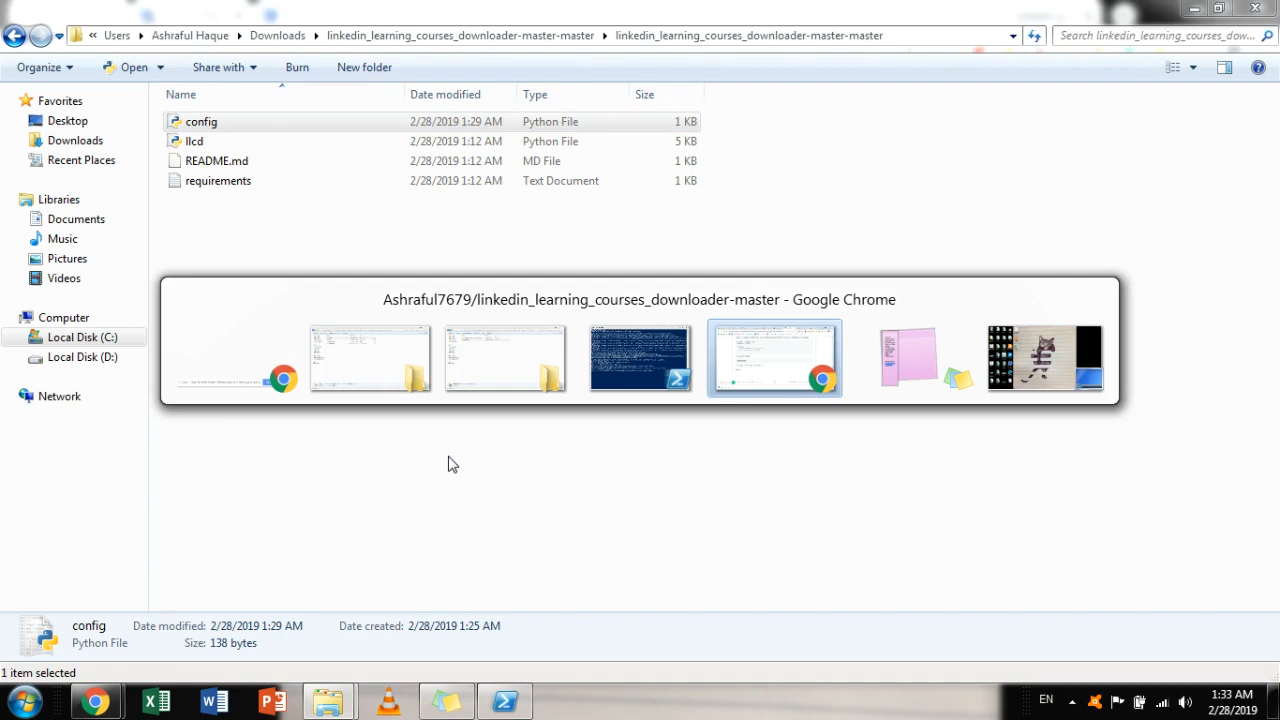 « Users Ashraful Haque Downloads linkedin_learning_courses_downloader-master-master linkedin_learning_courses_downloader-master-master Search linkedin_learning_courses_dow...
Organize Open Share with Burn New folder
Name Date modified Type Size
Favorites
Desktop
Downloads
Recent Places
Libraries
Documents
Music
Pictures
Videos
Computer
Local Disk (C:)
Local Disk (D:)
Network
config 2/28/2019 1:29 AM Python File 1 KB
llcd 2/28/2019 1:12 AM Python File 5 KB
README.md 2/28/2019 1:12 AM MD File 1 KB
requirements 2/28/2019 1:12 AM Text Document 1 KB
Ashraful7679/linkedin_learning_courses_downloader-master - Google Chrome
config Date modified: 2/28/2019 1:29 AM Date created: 2/28/2019 1:25 AM
Python File Size: 138 bytes
1 item selected
EN 1:33 AM
2/28/2019